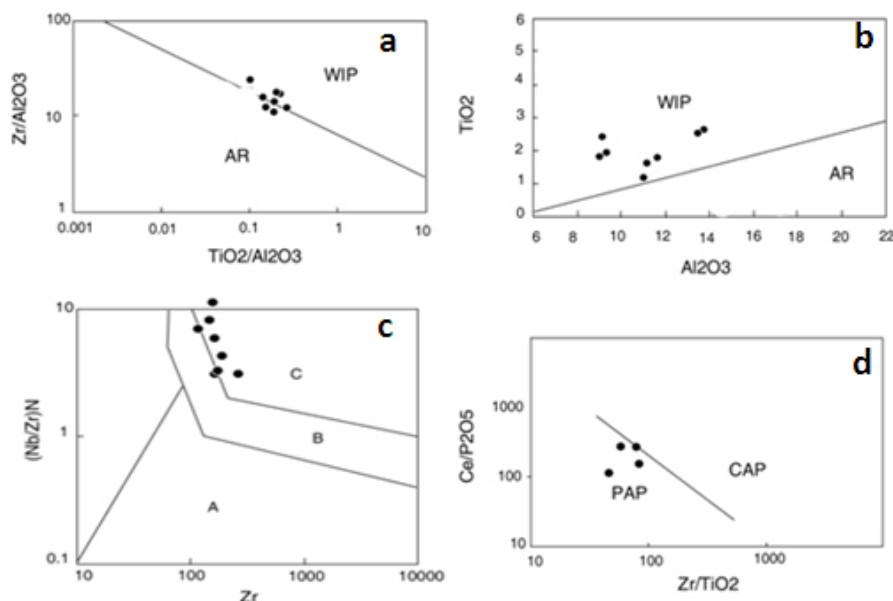 100
a
WIP
Zr/Al2O3
10
AR
1
0.001
0.01
0.1
1
10
TiO2/Al2O3
6
b
5
TiO2
4
WIP
3
2
1
AR
0
6
8
10
12
14
16
18
20
22
Al2O3
10
c
C
(Nb/Zr)N
1
B
A
0.1
10
100
1000
10000
Zr
d
1000
Ce/P2O5
CAP
100
PAP
10
10
100
1000
Zr/TiO2